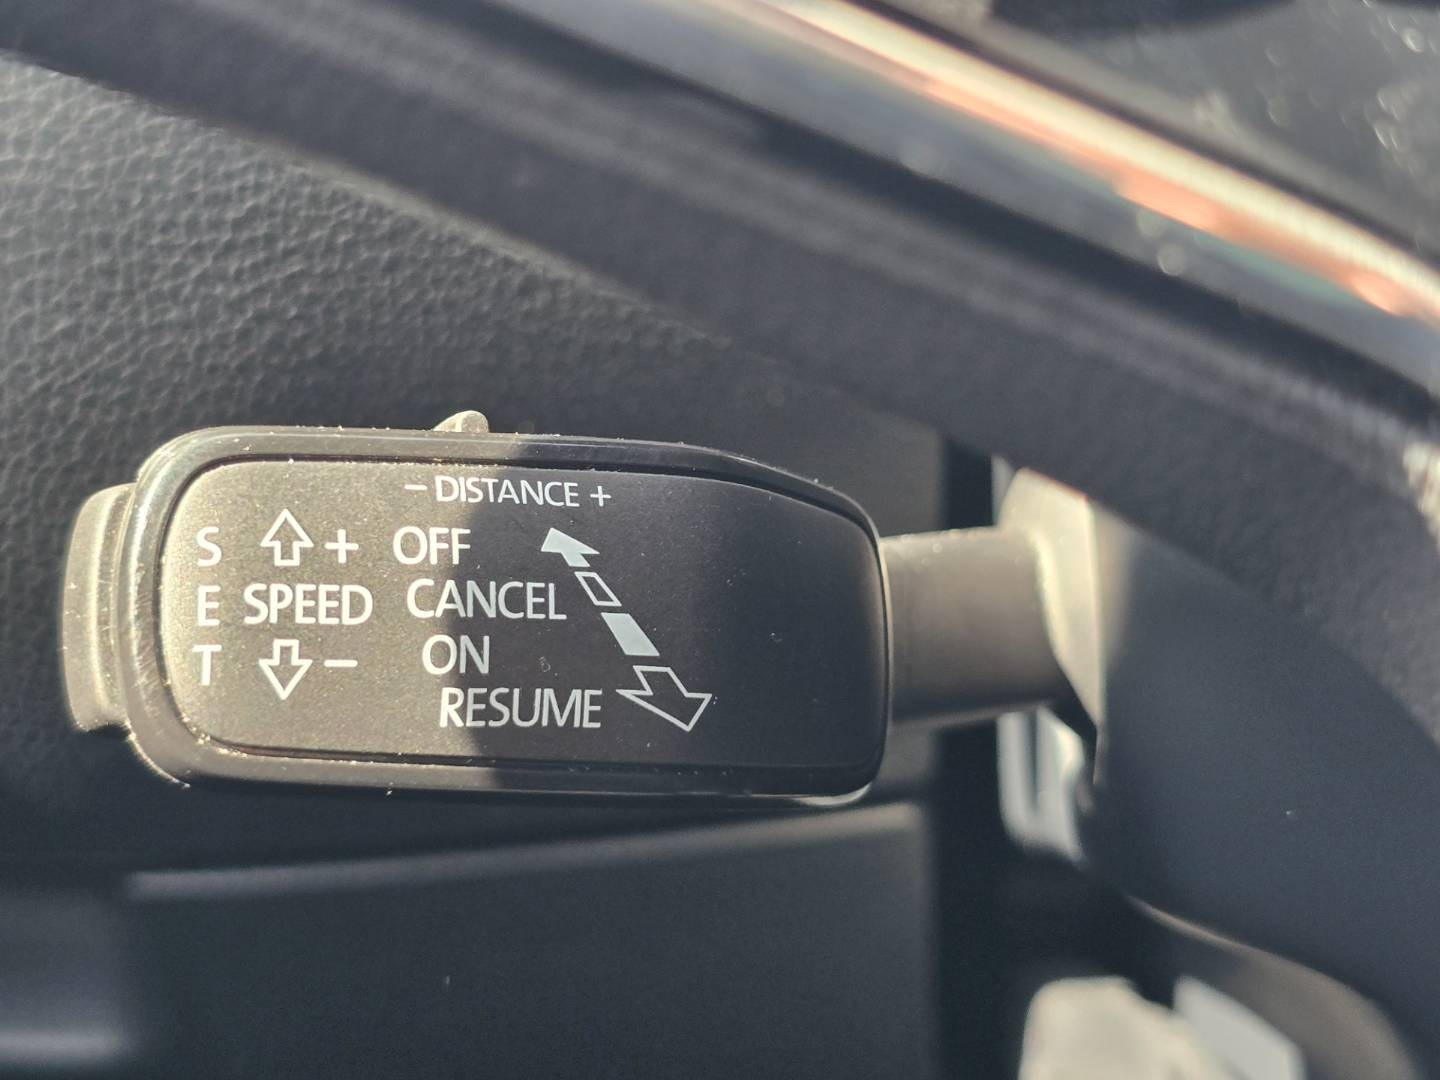 - DISTANCE +
S + OFF
E SPEED CANCEL
T - ON
RESUME